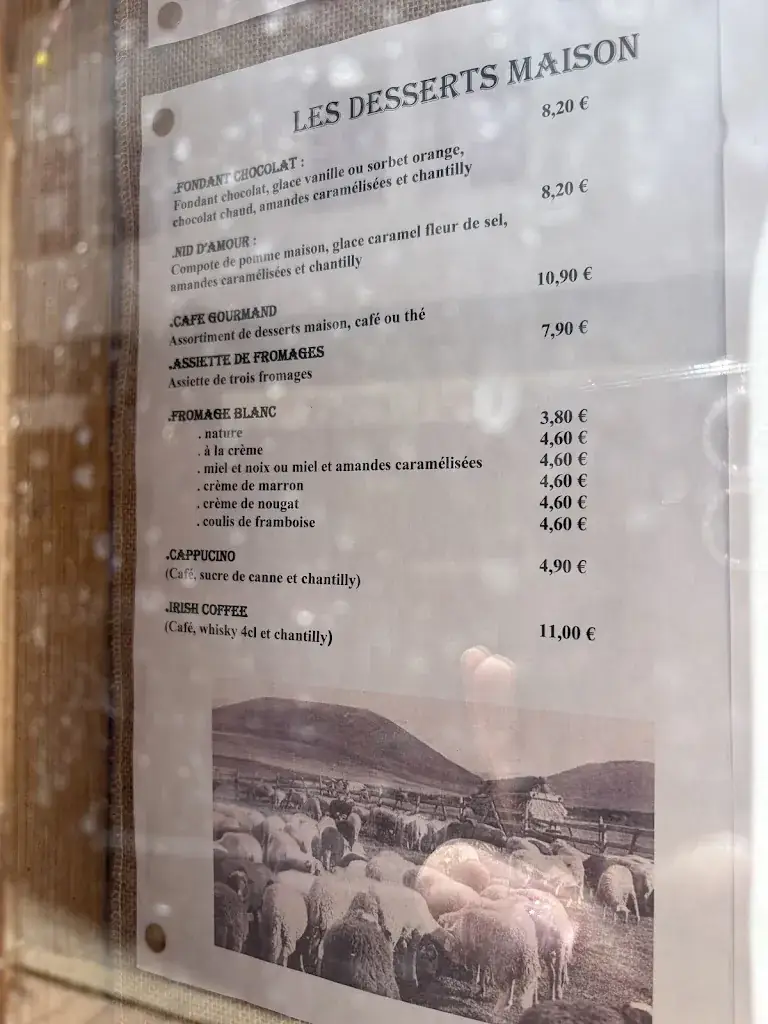 LES DESSERTS MAISON
.FONDANT CHOCOLAT : 8,20 €
Fondant chocolat, glace vanille ou sorbet orange,
chocolat chaud, amandes caramélisées et chantilly
.NID D'AMOUR : 8,20 €
Compote de pomme maison, glace caramel fleur de sel,
amandes caramélisées et chantilly
.CAFE GOURMAND 10,90 €
Assortiment de desserts maison, café ou thé
.ASSIETTE DE FROMAGES 7,90 €
Assiette de trois fromages
.FROMAGE BLANC
. nature 3,80 €
. à la crème 4,60 €
. miel et noix ou miel et amandes caramélisées 4,60 €
. crème de marron 4,60 €
. crème de nougat 4,60 €
. coulis de framboise 4,60 €
.CAPPUCINO
(Café, sucre de canne et chantilly) 4,90 €
.IRISH COFFEE
(Café, whisky 4cl et chantilly) 11,00 €